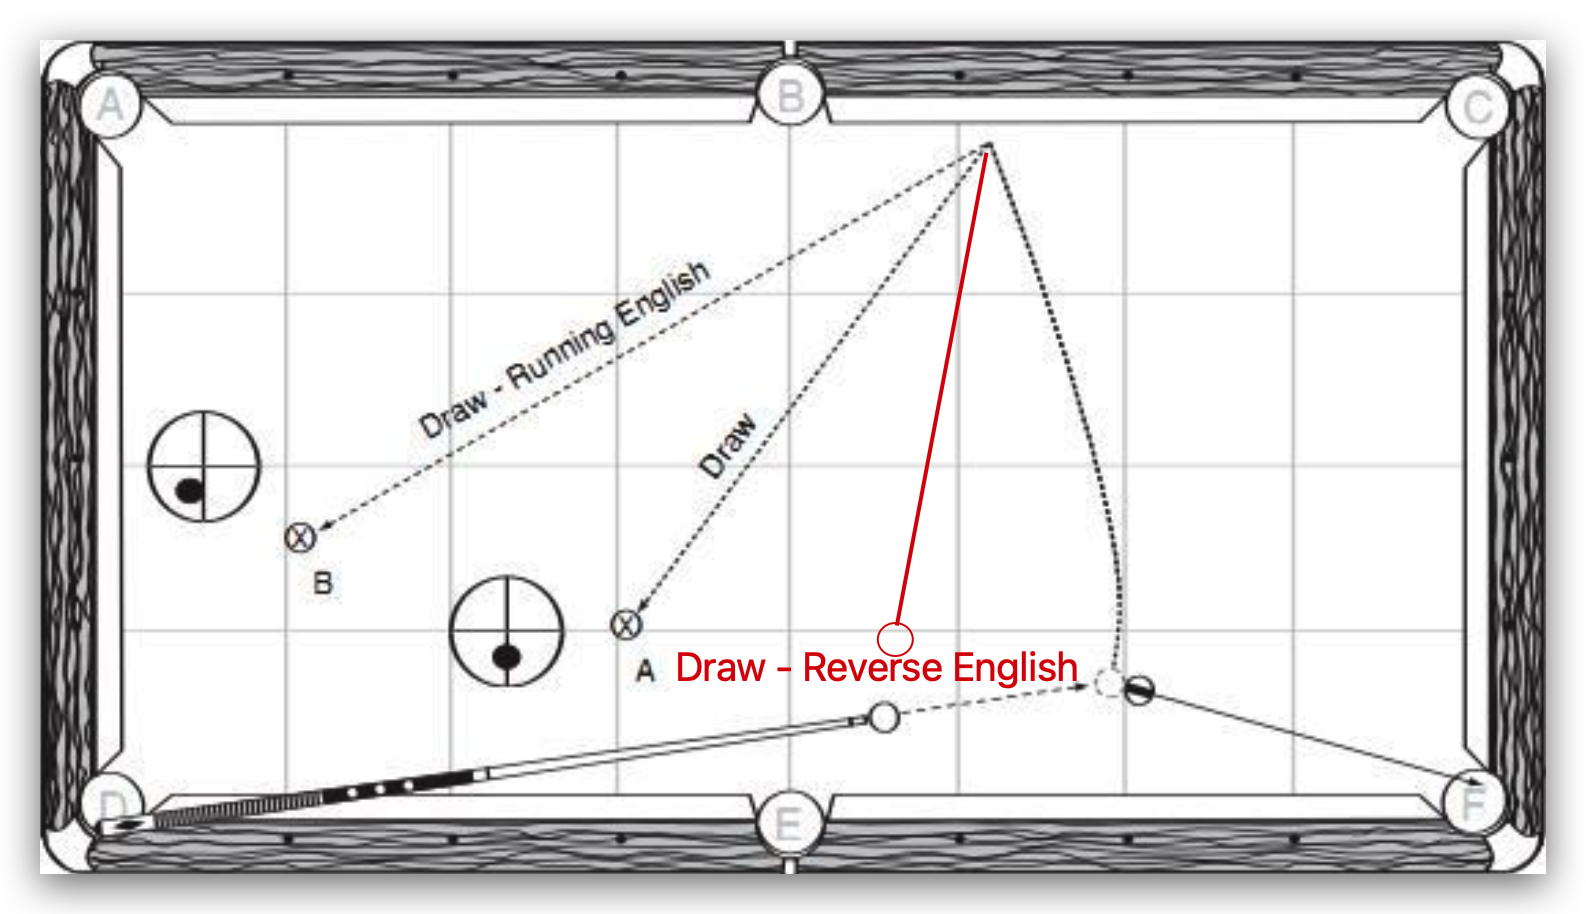 A
B
C
Draw - Running English
Draw
B
A
Draw - Reverse English
D
E
F